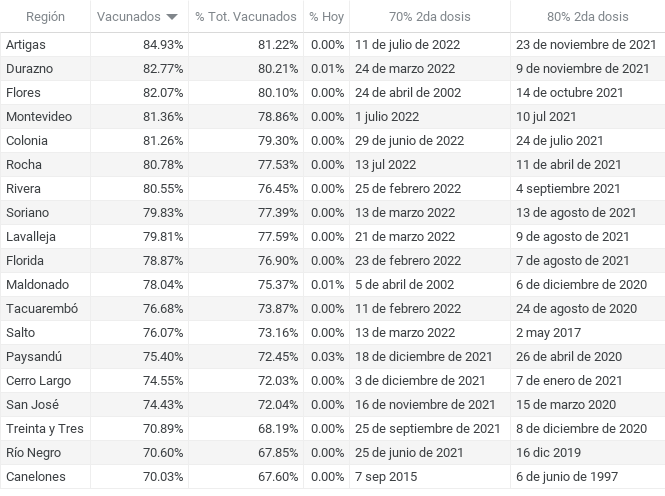 Región Vacunados % Tot. Vacunados % Hoy 70% 2da dosis 80% 2da dosis
Artigas 84.93% 81.22% 0.00% 11 de julio de 2022 23 de noviembre de 2021
Durazno 82.77% 80.21% 0.01% 24 de marzo 2022 9 de noviembre de 2021
Flores 82.07% 80.10% 0.00% 24 de abril de 2002 14 de octubre 2021
Montevideo 81.36% 78.86% 0.00% 1 julio 2022 10 jul 2021
Colonia 81.26% 79.30% 0.00% 29 de junio de 2022 24 de julio 2021
Rocha 80.78% 77.53% 0.00% 13 jul 2022 11 de abril de 2021
Rivera 80.55% 76.45% 0.00% 25 de febrero 2022 4 septiembre 2021
Soriano 79.83% 77.39% 0.00% 13 de marzo 2022 13 de agosto de 2021
Lavalleja 79.81% 77.59% 0.00% 21 de marzo 2022 9 de agosto de 2021
Florida 78.87% 76.90% 0.00% 23 de febrero 2022 7 de agosto de 2021
Maldonado 78.04% 75.37% 0.01% 5 de abril de 2002 6 de diciembre de 2020
Tacuarembó 76.68% 73.87% 0.00% 11 de febrero 2022 24 de agosto de 2020
Salto 76.07% 73.16% 0.00% 13 de marzo 2022 2 may 2017
Paysandú 75.40% 72.45% 0.03% 18 de diciembre de 2021 26 de abril de 2020
Cerro Largo 74.55% 72.03% 0.00% 3 de diciembre de 2021 7 de enero de 2021
San José 74.43% 72.04% 0.00% 16 de noviembre de 2021 15 de marzo 2020
Treinta y Tres 70.89% 68.19% 0.00% 25 de septiembre de 2021 8 de diciembre de 2020
Río Negro 70.60% 67.85% 0.00% 25 de junio de 2021 16 dic 2019
Canelones 70.03% 67.60% 0.00% 7 sep 2015 6 de junio de 1997